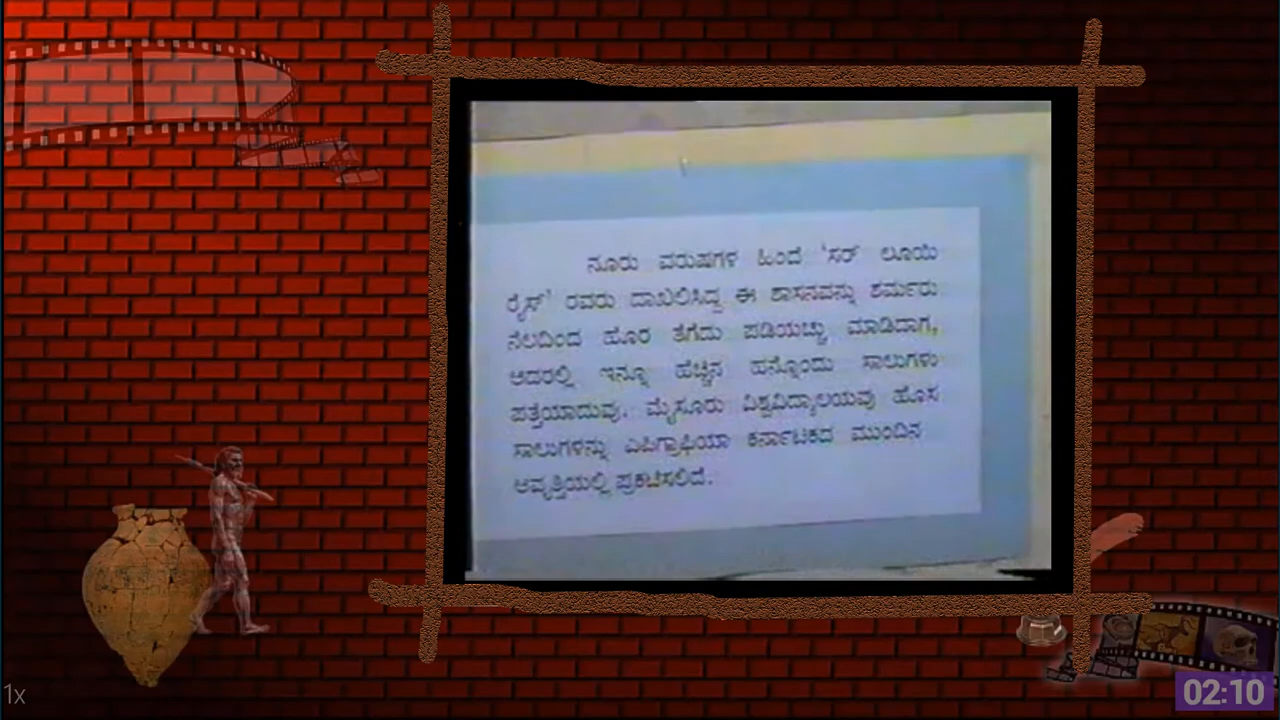 ನೂರು ವರುಷಗಳ ಹಿಂದೆ 'ಸರ್ ಲೂಯಿ
ರೈಸ್' ರವರು ದಾಖಲಿಸಿದ್ದ ಈ ಶಾಸನವನ್ನು ಶರ್ಮರು
ನೆಲದಿಂದ ಹೊರ ತೆಗೆದು ಪಡಿಯಚ್ಚು ಮಾಡಿದಾಗ,
ಅದರಲ್ಲಿ ಇನ್ನೂ ಹೆಚ್ಚಿನ ಹನ್ನೊಂದು ಸಾಲುಗಳು
ಪತ್ತೆಯಾದುವು. ಮೈಸೂರು ವಿಶ್ವವಿದ್ಯಾಲಯವು ಹೊಸ
ಸಾಲುಗಳನ್ನು ಎಪಿಗ್ರಾಫಿಯಾ ಕರ್ನಾಟಕದ ಮುಂದಿನ
ಆವೃತ್ತಿಯಲ್ಲಿ ಪ್ರಕಟಿಸಲಿದೆ.
1x
02:10